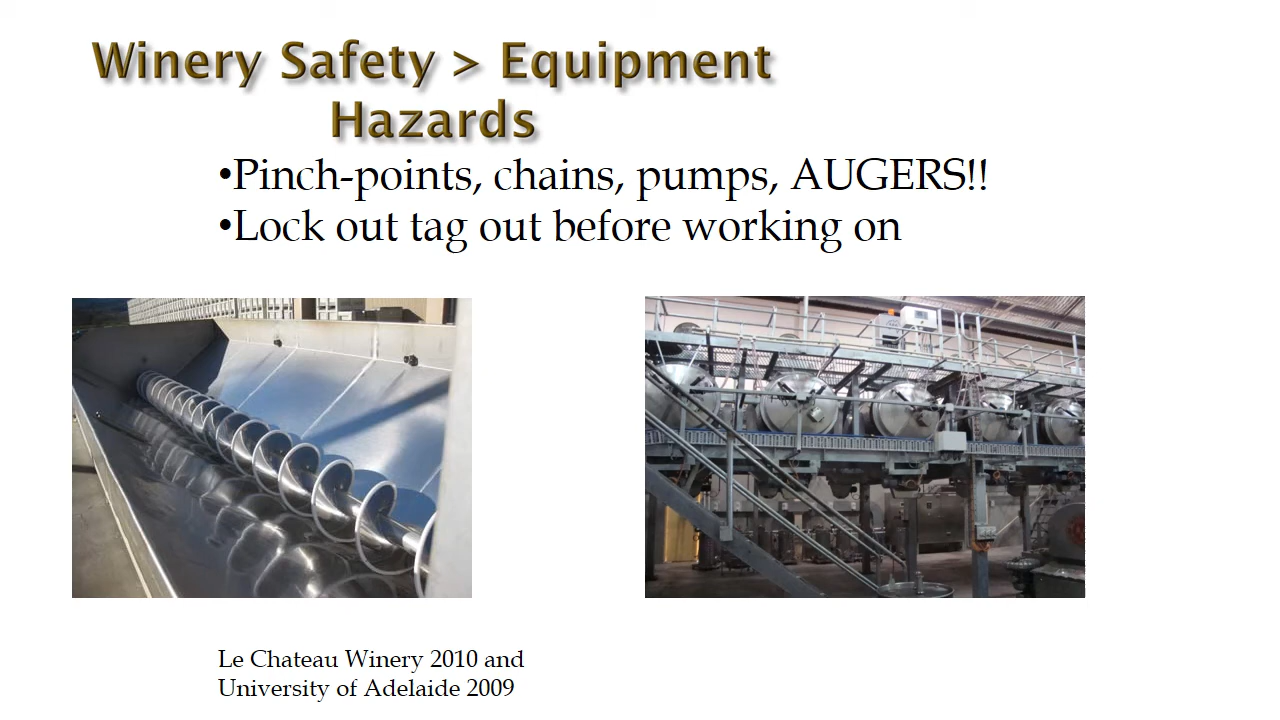 Winery Safety > Equipment
Hazards
•Pinch-points, chains, pumps, AUGERS!!
•Lock out tag out before working on
Le Chateau Winery 2010 and
University of Adelaide 2009